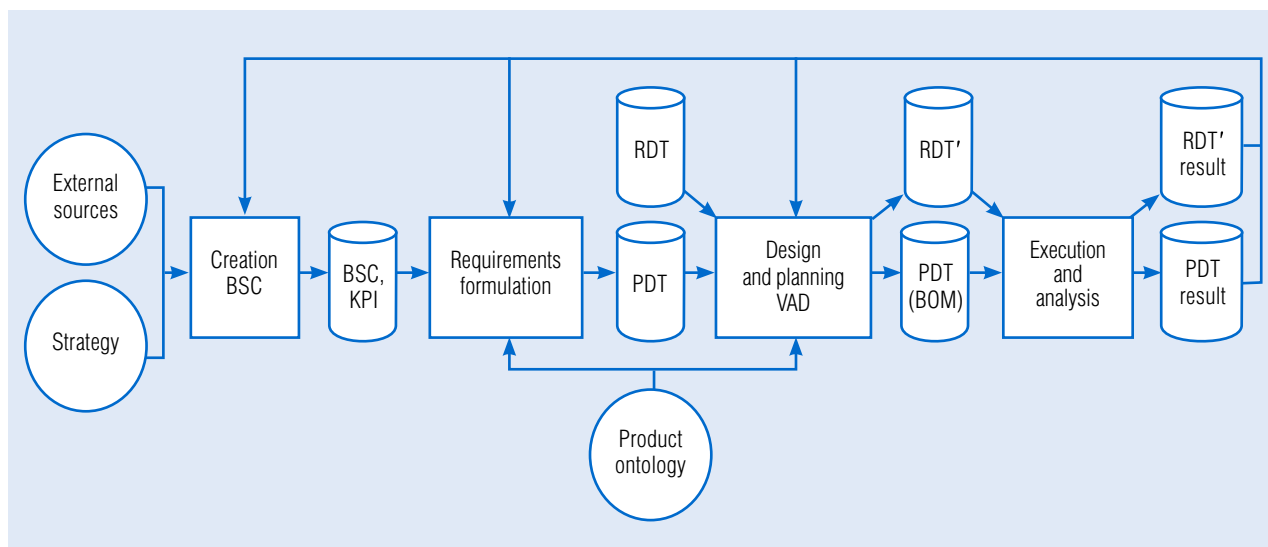 External
sources
Strategy
Creation
BSC
BSC,
KPI
Requirements
formulation
RDT
PDT
Design
and planning
VAD
RDT′
PDT
(BOM)
Execution
and
analysis
RDT′
result
PDT
result
Product
ontology